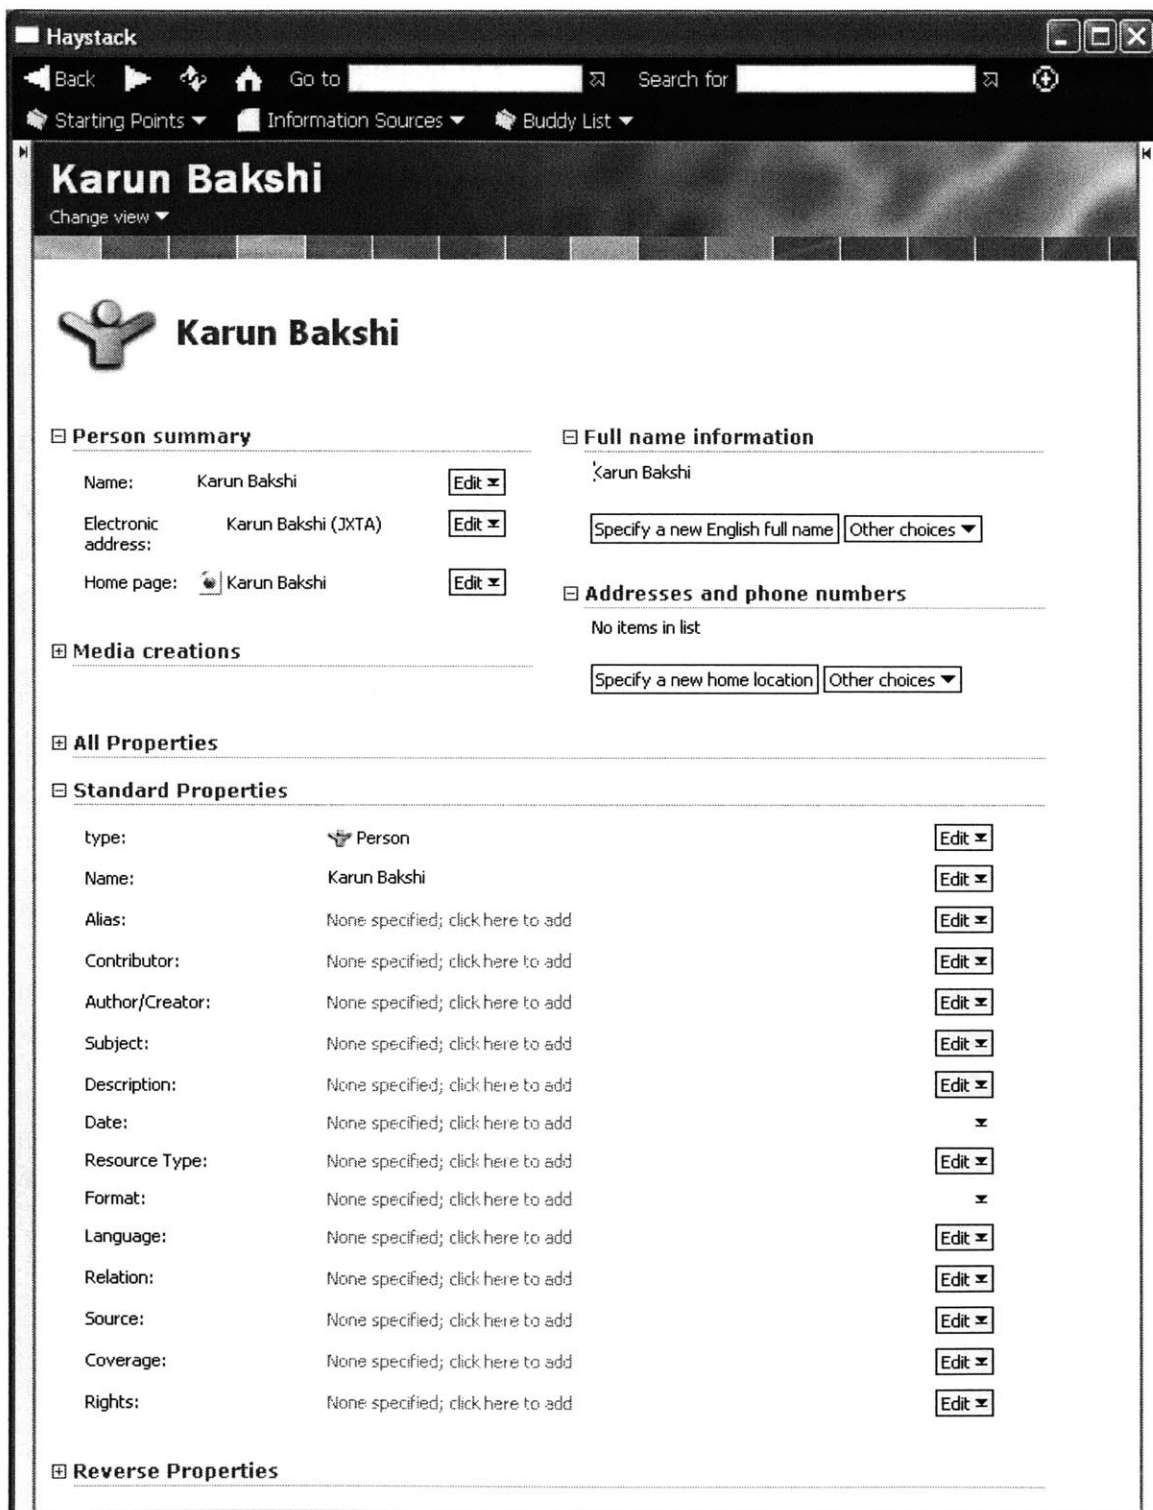 Haystack
Back Go to Search for
Starting Points Information Sources Buddy List
Karun Bakshi
Change view
Karun Bakshi
Person summary
Name: Karun Bakshi Edit
Electronic address: Karun Bakshi (JXTA) Edit
Home page: Karun Bakshi Edit
Media creations
Full name information
Karun Bakshi
Specify a new English full name Other choices
Addresses and phone numbers
No items in list
Specify a new home location Other choices
All Properties
Standard Properties
type: Person Edit
Name: Karun Bakshi Edit
Alias: None specified; click here to add Edit
Contributor: None specified; click here to add Edit
Author/Creator: None specified; click here to add Edit
Subject: None specified; click here to add Edit
Description: None specified; click here to add Edit
Date: None specified; click here to add
Resource Type: None specified; click here to add Edit
Format: None specified; click here to add
Language: None specified; click here to add Edit
Relation: None specified; click here to add Edit
Source: None specified; click here to add Edit
Coverage: None specified; click here to add Edit
Rights: None specified; click here to add Edit
Reverse Properties